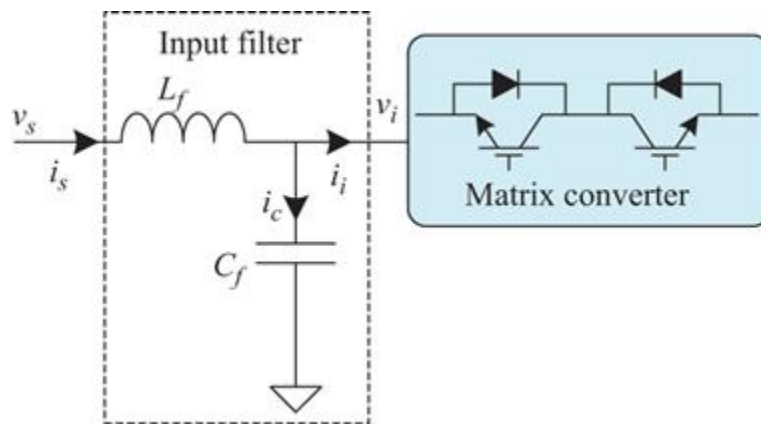 Input filter
L_f
v_s
v_i
i_s
i_i
i_c
C_f
Matrix converter